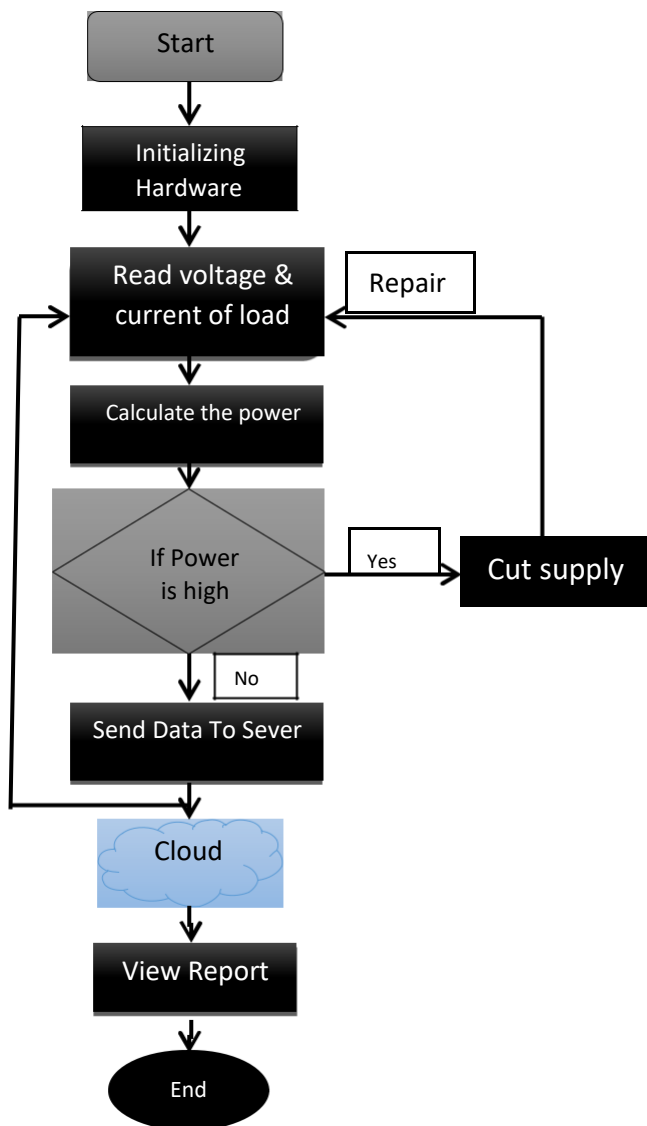 Start
Initializing
Hardware
Read voltage &
current of load
Repair
Calculate the power
If Power
is high
Yes
Cut supply
No
Send Data To Sever
Cloud
View Report
End